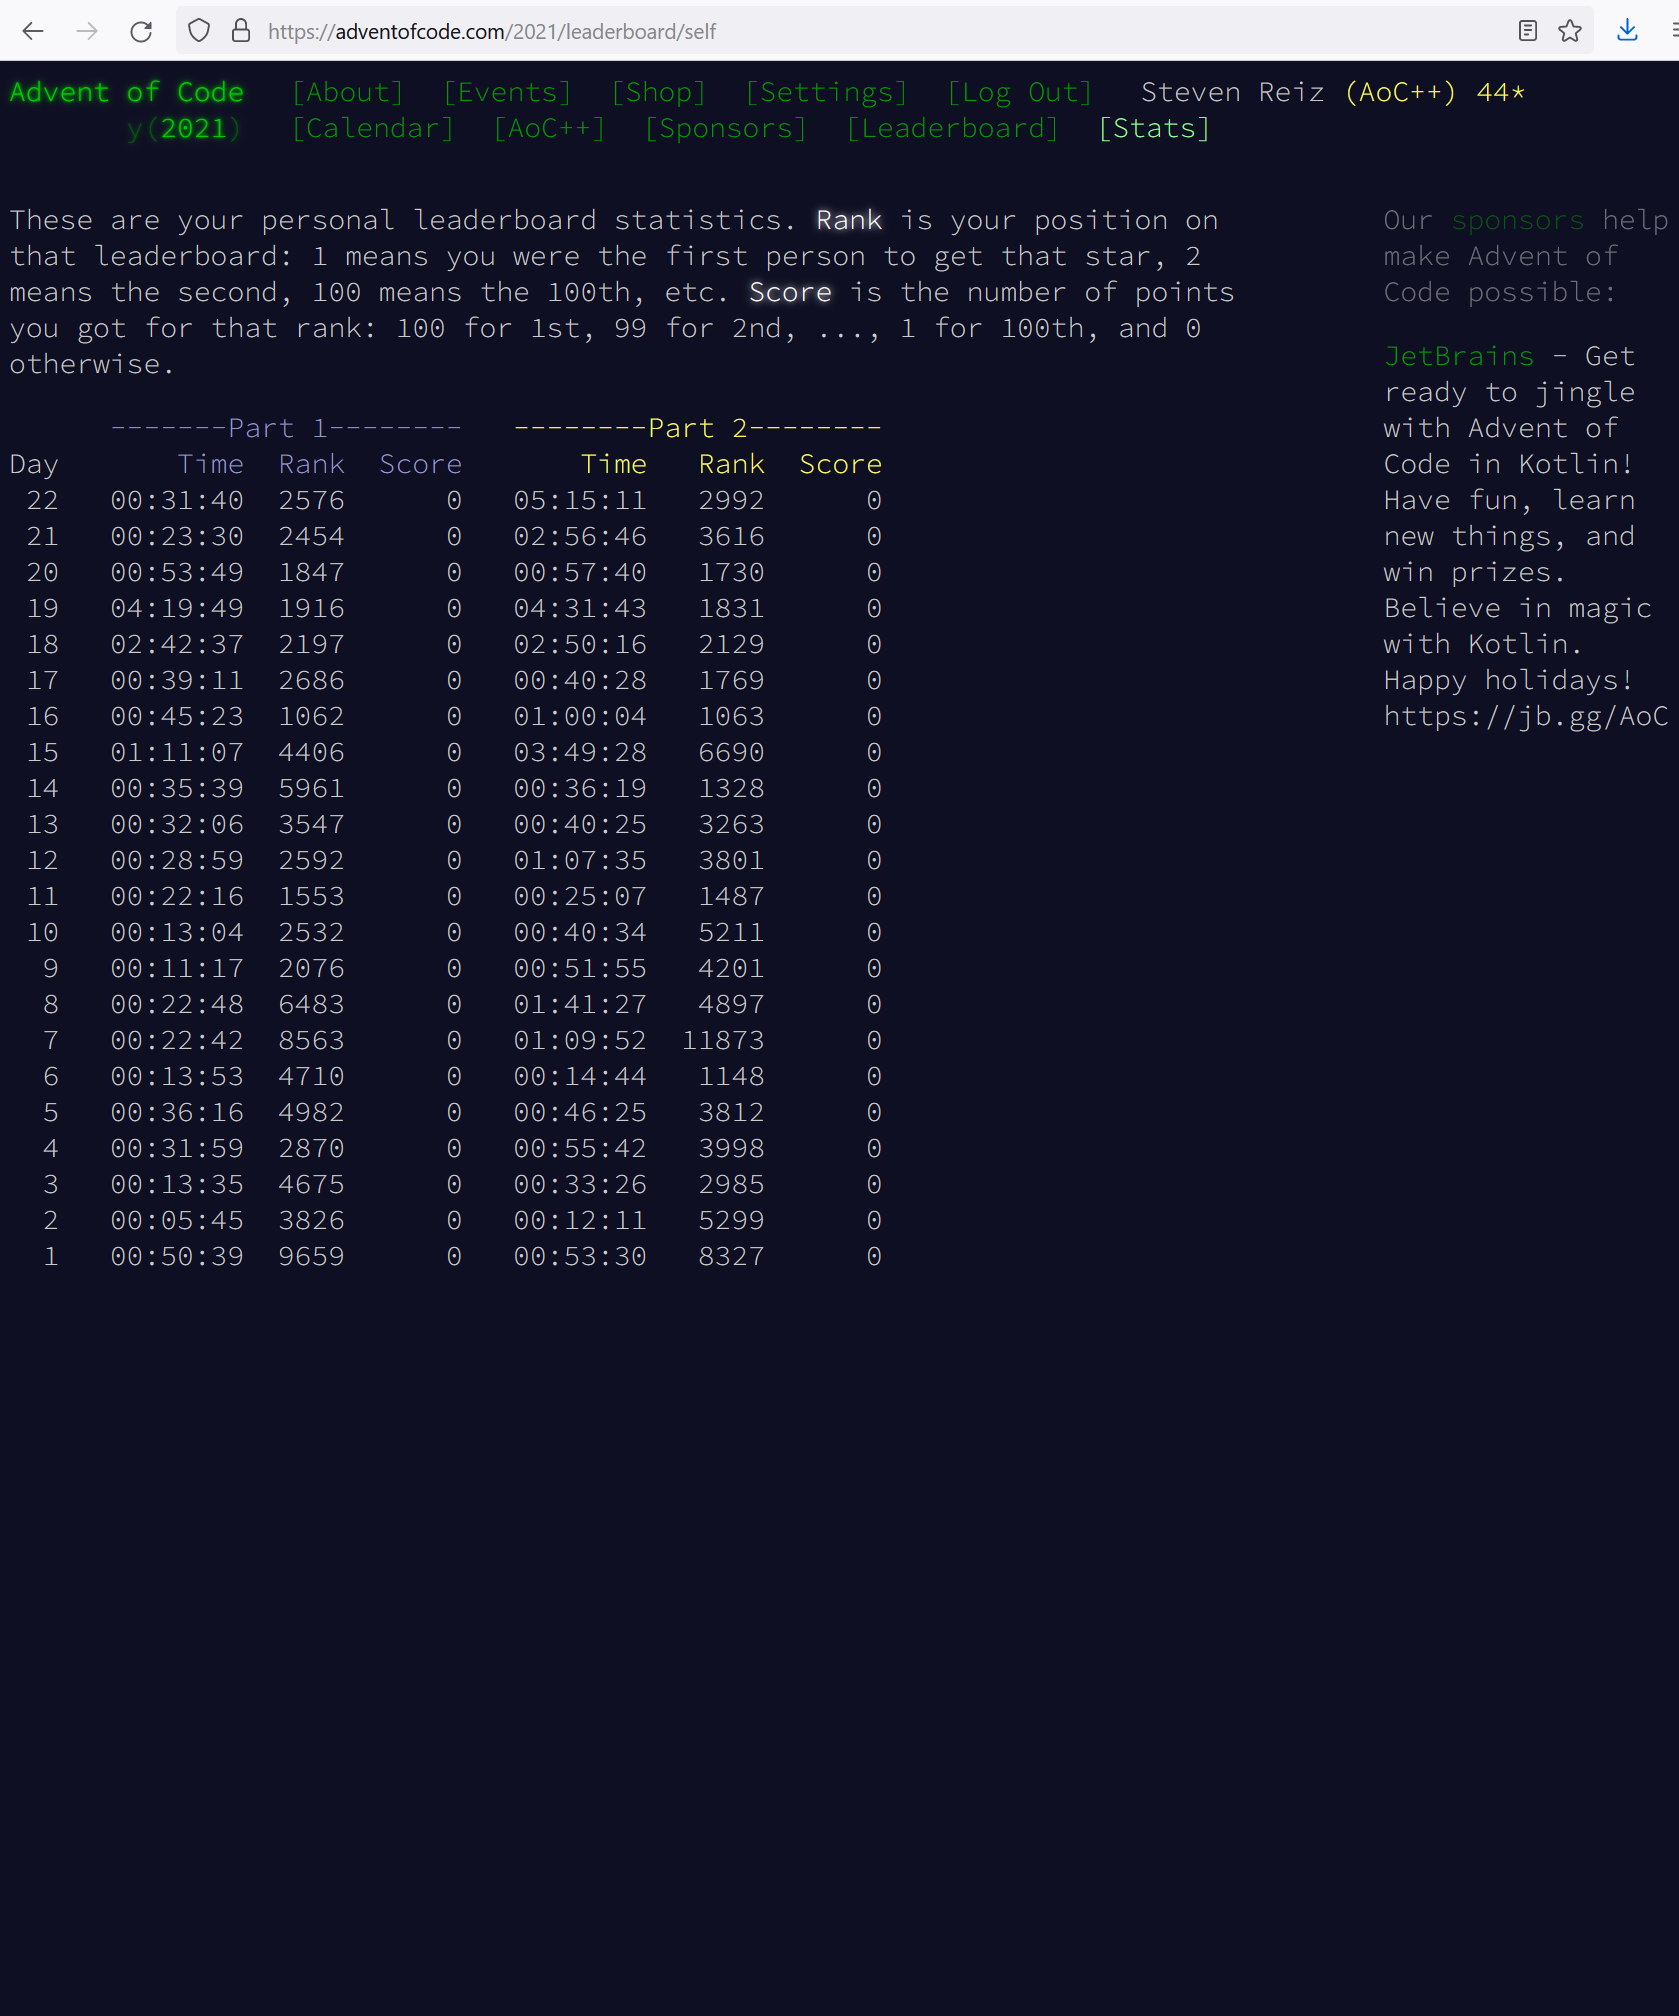 https://adventofcode.com/2021/leaderboard/self
Advent of Code [About] [Events] [Shop] [Settings] [Log Out] Steven Reiz (AoC++) 44*
y(2021) [Calendar] [AoC++] [Sponsors] [Leaderboard] [Stats]
These are your personal leaderboard statistics. Rank is your position on
that leaderboard: 1 means you were the first person to get that star, 2
means the second, 100 means the 100th, etc. Score is the number of points
you got for that rank: 100 for 1st, 99 for 2nd, ..., 1 for 100th, and 0
otherwise.
-------Part 1-------- --------Part 2--------
Day Time Rank Score Time Rank Score
22 00:31:40 2576 0 05:15:11 2992 0
21 00:23:30 2454 0 02:56:46 3616 0
20 00:53:49 1847 0 00:57:40 1730 0
19 04:19:49 1916 0 04:31:43 1831 0
18 02:42:37 2197 0 02:50:16 2129 0
17 00:39:11 2686 0 00:40:28 1769 0
16 00:45:23 1062 0 01:00:04 1063 0
15 01:11:07 4406 0 03:49:28 6690 0
14 00:35:39 5961 0 00:36:19 1328 0
13 00:32:06 3547 0 00:40:25 3263 0
12 00:28:59 2592 0 01:07:35 3801 0
11 00:22:16 1553 0 00:25:07 1487 0
10 00:13:04 2532 0 00:40:34 5211 0
9 00:11:17 2076 0 00:51:55 4201 0
8 00:22:48 6483 0 01:41:27 4897 0
7 00:22:42 8563 0 01:09:52 11873 0
6 00:13:53 4710 0 00:14:44 1148 0
5 00:36:16 4982 0 00:46:25 3812 0
4 00:31:59 2870 0 00:55:42 3998 0
3 00:13:35 4675 0 00:33:26 2985 0
2 00:05:45 3826 0 00:12:11 5299 0
1 00:50:39 9659 0 00:53:30 8327 0
Our sponsors help
make Advent of
Code possible:
JetBrains - Get
ready to jingle
with Advent of
Code in Kotlin!
Have fun, learn
new things, and
win prizes.
Believe in magic
with Kotlin.
Happy holidays!
https://jb.gg/AoC